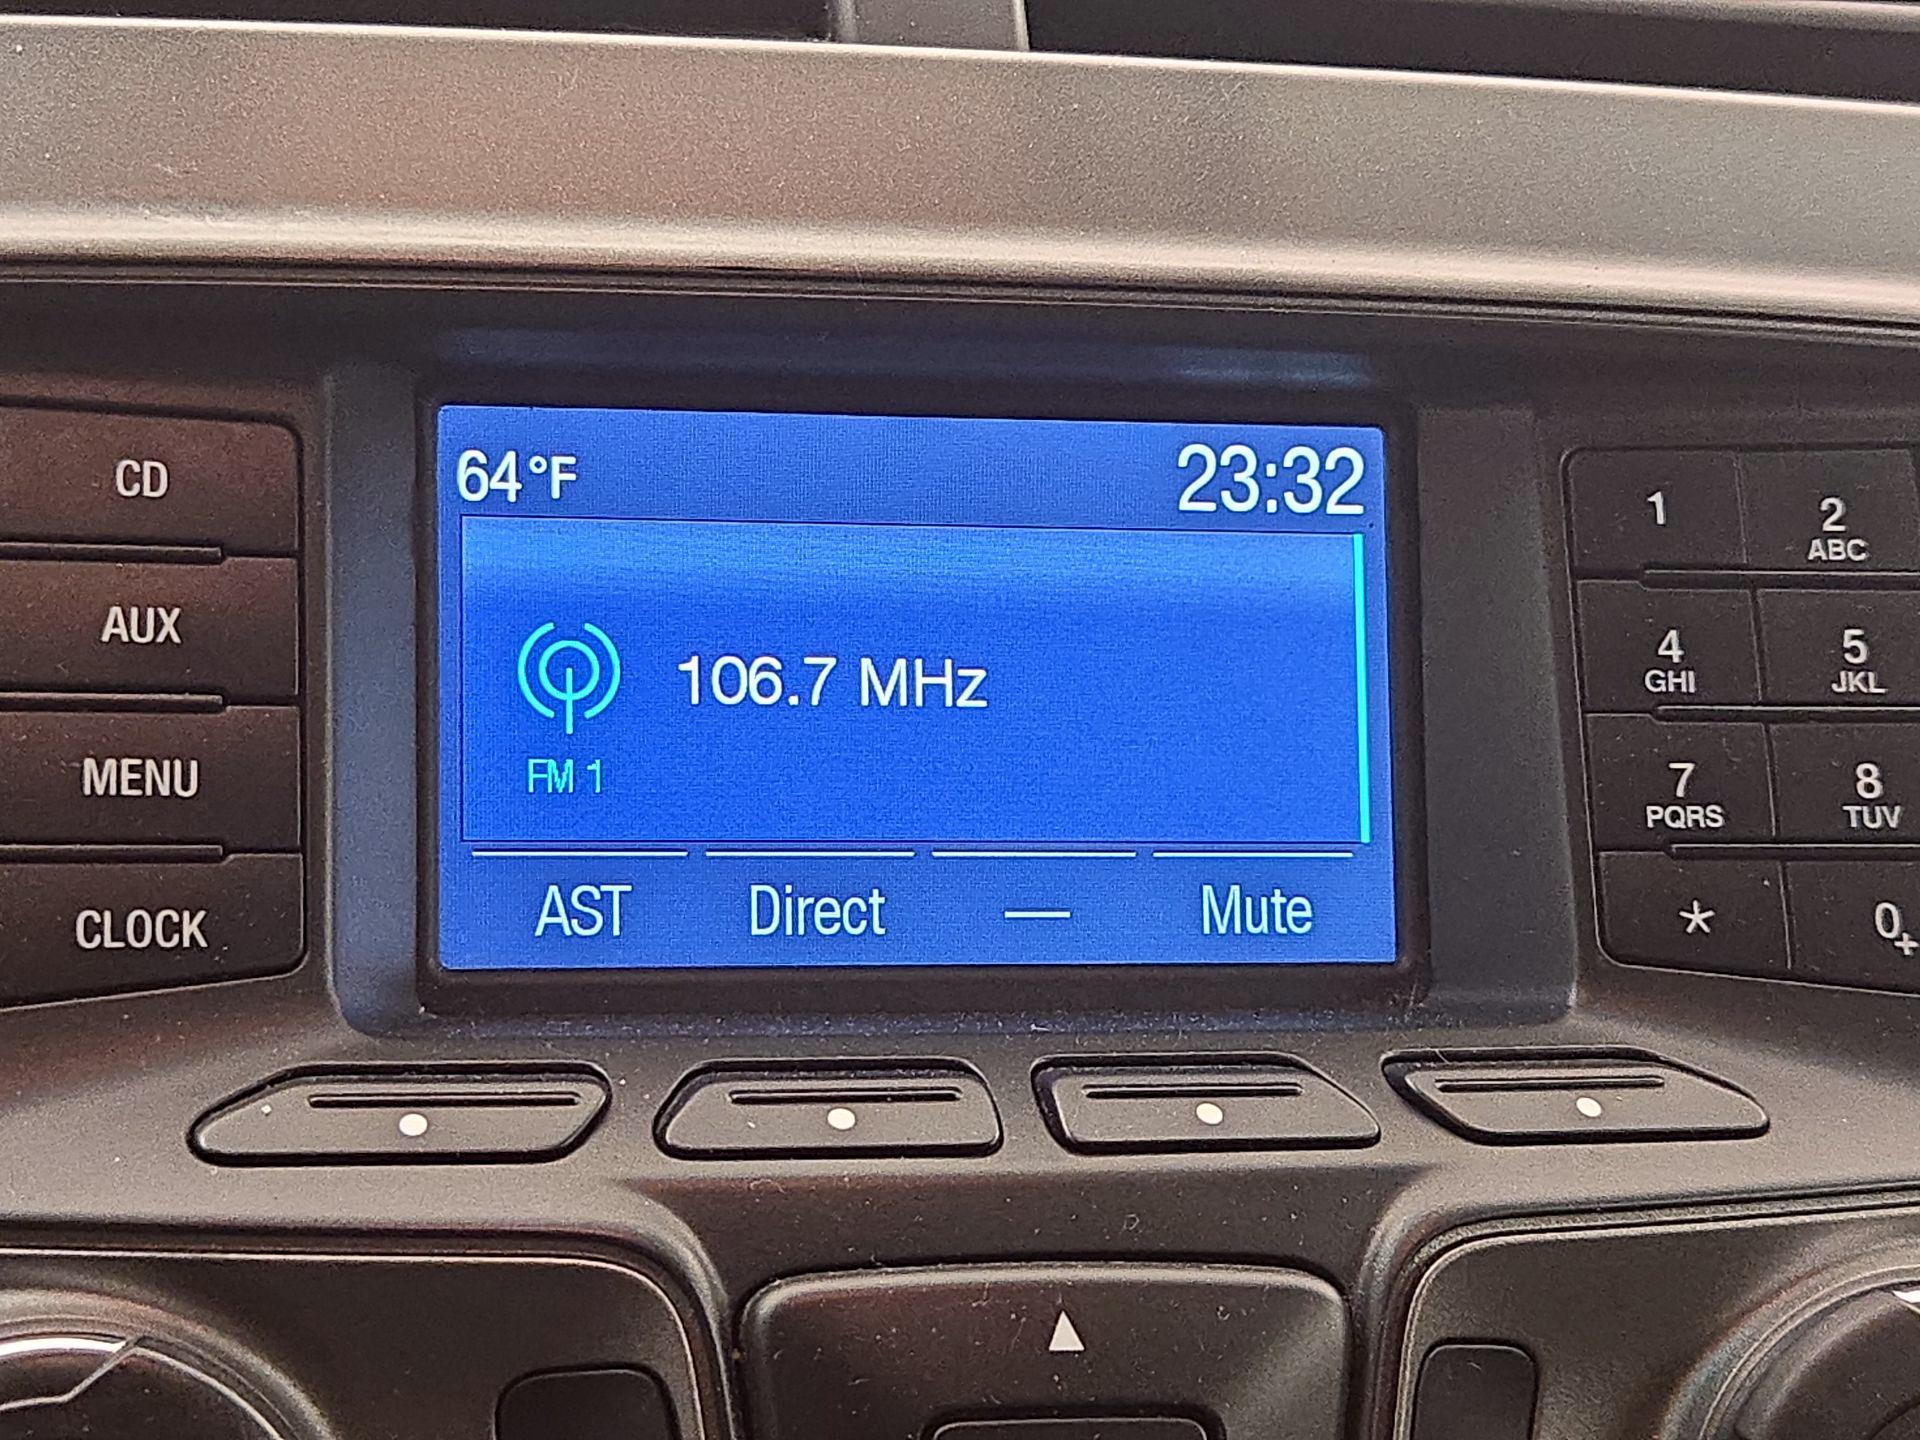 CD
AUX
MENU
CLOCK
64°F 23:32
106.7 MHz
FM 1
AST Direct — Mute
1 2
ABC
4 5
GHI JKL
7 8
PQRS TUV
* 0+